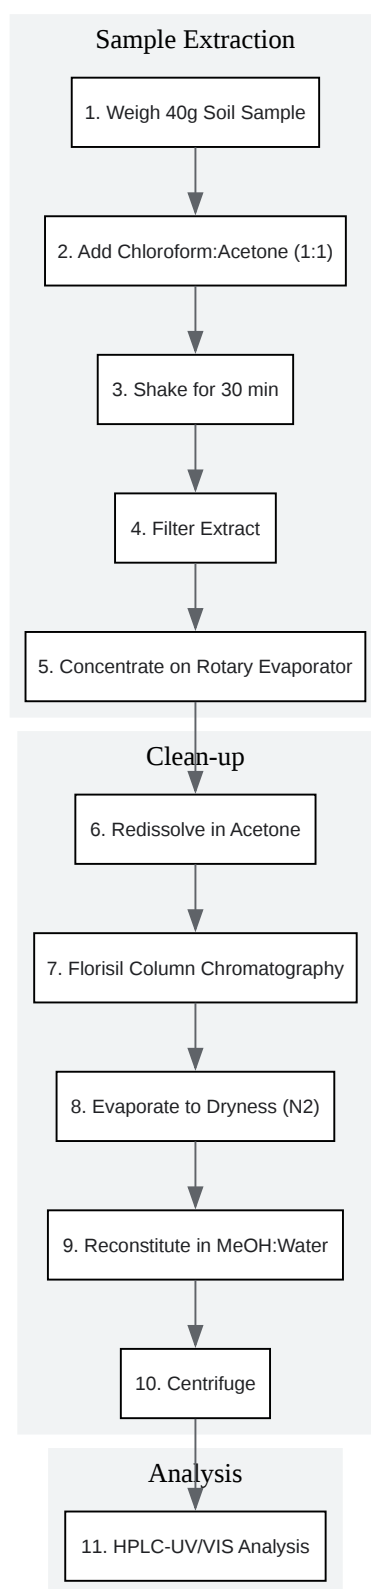 Sample Extraction
1. Weigh 40g Soil Sample
2. Add Chloroform:Acetone (1:1)
3. Shake for 30 min
4. Filter Extract
5. Concentrate on Rotary Evaporator
Clean-up
6. Redissolve in Acetone
7. Florisil Column Chromatography
8. Evaporate to Dryness (N2)
9. Reconstitute in MeOH:Water
10. Centrifuge
Analysis
11. HPLC-UV/VIS Analysis